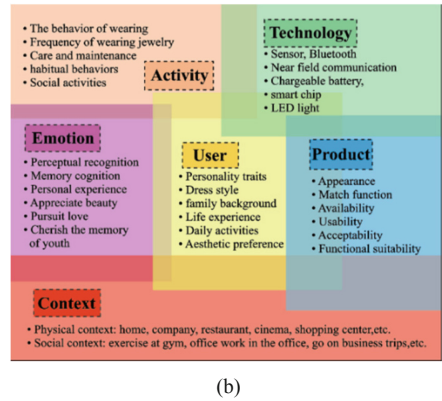 • The behavior of wearing
• Frequency of wearing jewelry
• Care and maintenance
• habitual behaviors
• Social activities
Activity
Technology
• Sensor, Bluetooth
• Near field communication
• Chargeable battery,
• smart chip
• LED light
Emotion
• Perceptual recognition
• Memory cognition
• Personal experience
• Appreciate beauty
• Pursuit love
• Cherish the memory
of youth
User
• Personality traits
• Dress style
• family background
• Life experience
• Daily activities
• Aesthetic preference
Product
• Appearance
• Match function
• Availability
• Usability
• Acceptability
• Functional suitability
Context
• Physical context: home, company, restaurant, cinema, shopping center,etc.
• Social context: exercise at gym, office work in the office, go on business trips,etc.
(b)